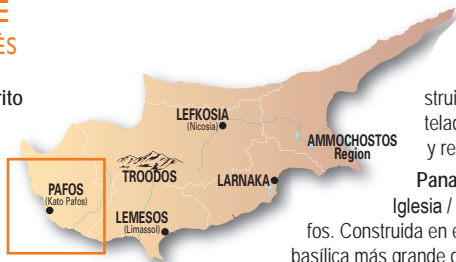 E
ÉS
rito
LEFKOSIA
(Nicosia)
AMMOCHOSTOS
Region
TROODOS
LARNAKA
PAFOS
(Kato Pafos)
LEMESOS
(Limassol)
strui
telac
y re
Pana
Iglesia /
fos. Construida en e
basílica más grande d